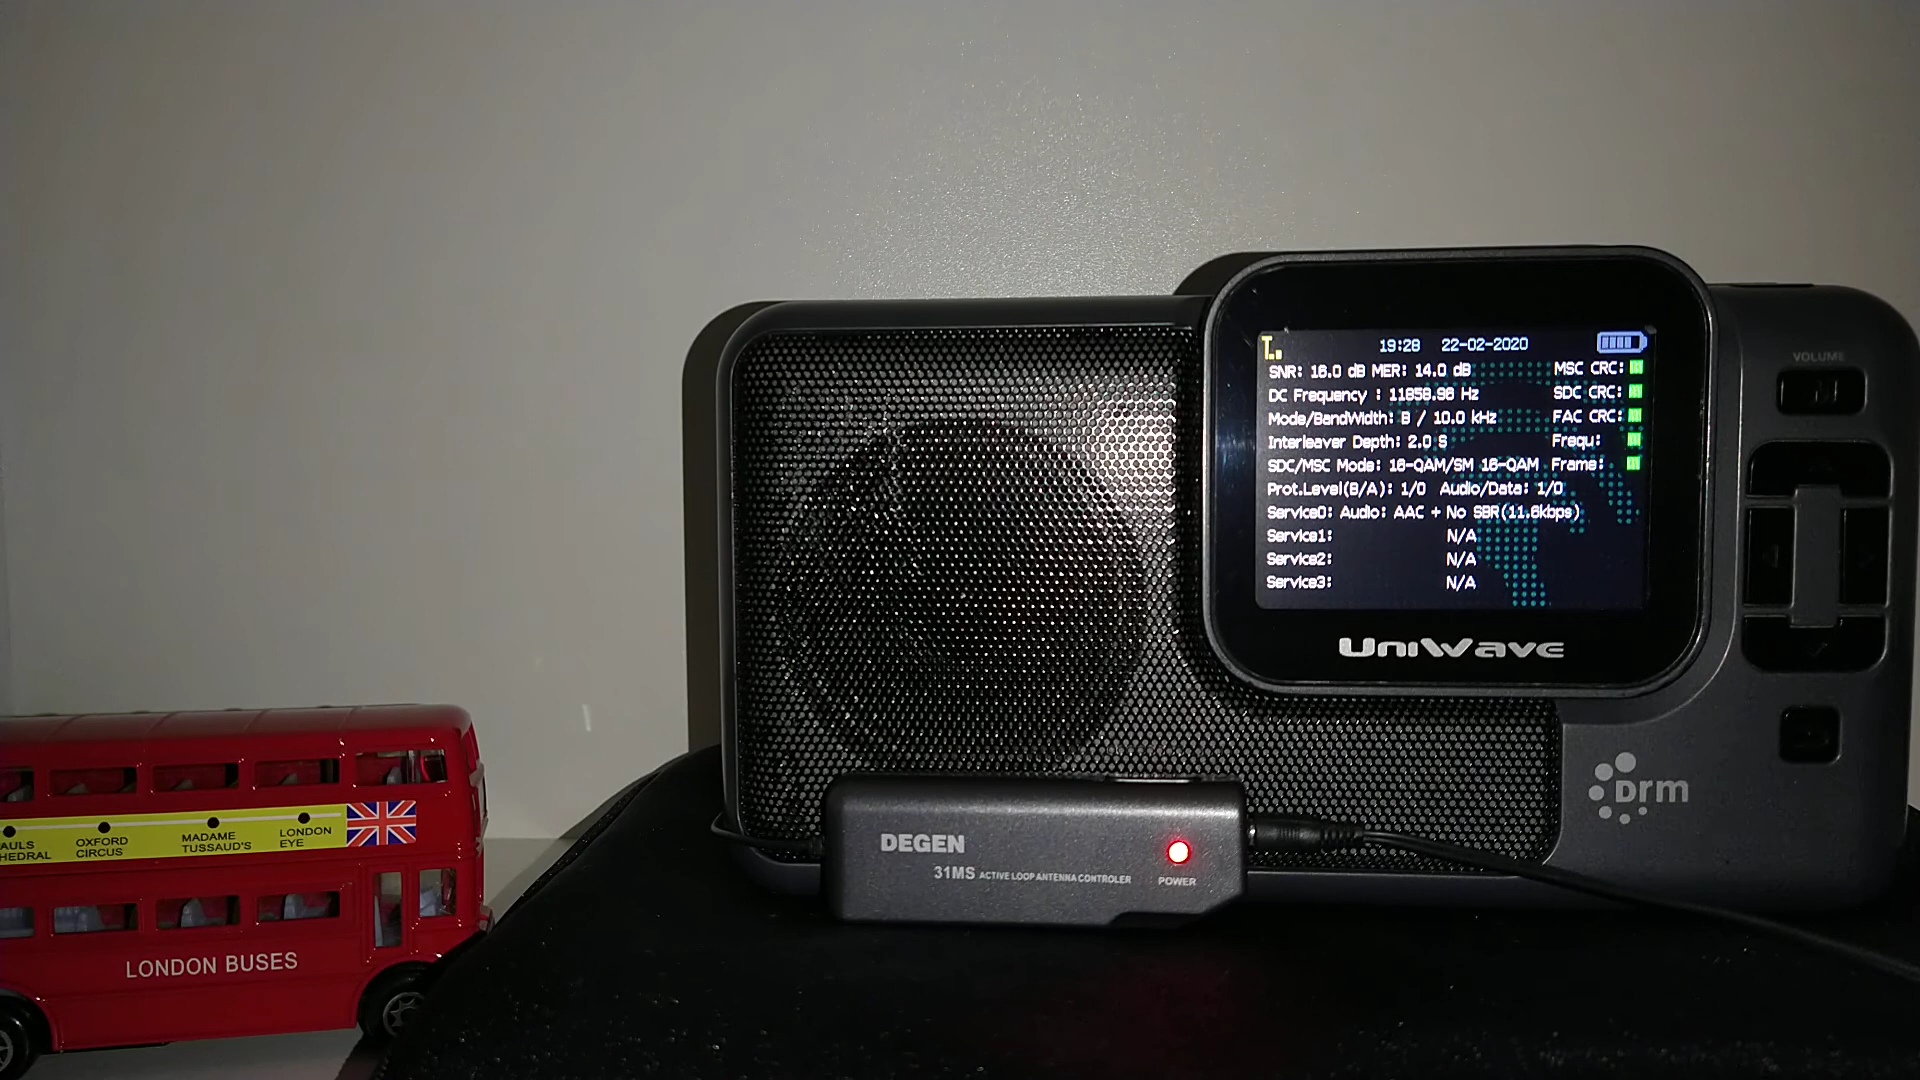 19:28 22-02-2020
SNR: 16.0 dB MER: 14.0 dB MSC CRC:
DC Frequency : 11858.98 Hz SDC CRC:
Mode/BandWidth: B / 10.0 kHz FAC CRC:
Interleaver Depth: 2.0 S Frequ:
SDC/MSC Mode: 16-QAM/SM 16-QAM Frame:
Prot.Level(B/A): 1/0 Audio/Data: 1/0
Service0: Audio: AAC + No SBR(11.6kbps)
Service1: N/A
Service2: N/A
Service3: N/A
UniWave
VOLUME
Drm
DEGEN
31MS ACTIVE LOOP ANTENNA CONTROLER
POWER
AULS
HEDRAL
OXFORD
CIRCUS
MADAME
TUSSAUD'S
LONDON
EYE
LONDON BUSES